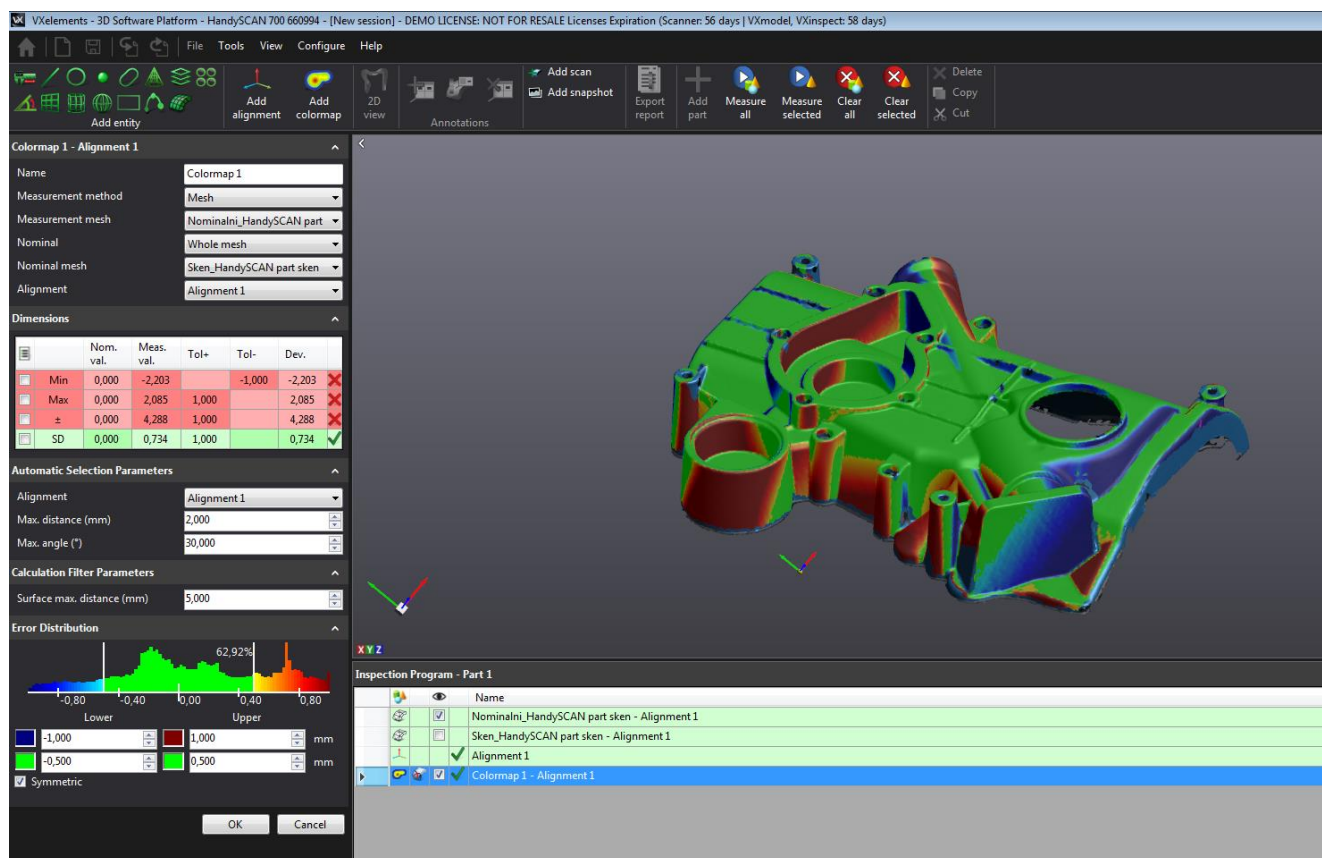 VXelements - 3D Software Platform - HandySCAN 700 660994 - [New session] - DEMO LICENSE: NOT FOR RESALE Licenses Expiration (Scanner: 56 days | VXmodel, VXinspect: 58 days)
File Tools View Configure Help
Add entity
Add alignment
Add colormap
2D view
Annotations
Add scan
Add snapshot
Export report
Add part
Measure all
Measure selected
Clear all
Clear selected
Delete
Copy
Cut
Colormap 1 - Alignment 1
Name Colormap 1
Measurement method Mesh
Measurement mesh Nominalni_HandySCAN part
Nominal Whole mesh
Nominal mesh Sken_HandySCAN part sken
Alignment Alignment 1
Dimensions
Nom. val. Meas. val. Tol+ Tol- Dev.
Min 0,000 -2,203 -1,000 -2,203
Max 0,000 2,085 1,000 2,085
± 0,000 4,288 1,000 4,288
SD 0,000 0,734 1,000 0,734
Automatic Selection Parameters
Alignment Alignment 1
Max. distance (mm) 2,000
Max. angle (°) 30,000
Calculation Filter Parameters
Surface max. distance (mm) 5,000
Error Distribution
62,92%
-0,80 -0,40 0,00 0,40 0,80
Lower Upper
-1,000 1,000 mm
-0,500 0,500 mm
Symmetric
OK Cancel
X Y Z
Inspection Program - Part 1
Name
Nominalni_HandySCAN part sken - Alignment 1
Sken_HandySCAN part sken - Alignment 1
Alignment 1
Colormap 1 - Alignment 1